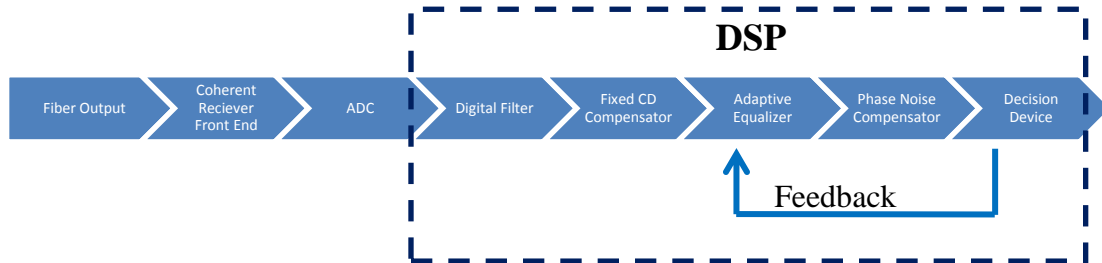 DSP
Fiber Output
Coherent
Reciever
Front End
ADC
Digital Filter
Fixed CD
Compensator
Adaptive
Equalizer
Phase Noise
Compensator
Decision
Device
Feedback